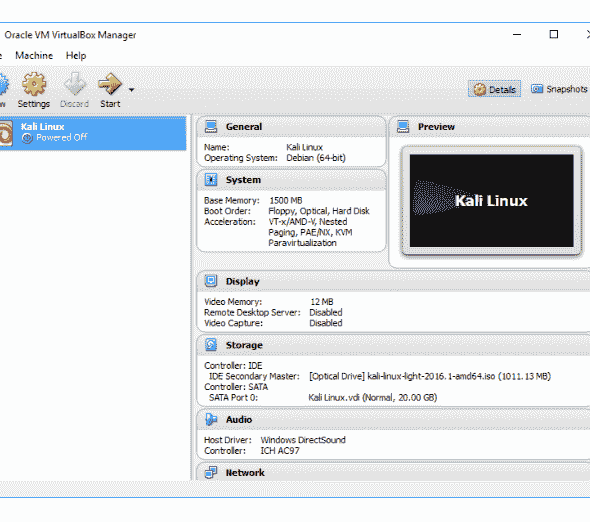 Oracle VM VirtualBox Manager
Machine Help
Settings Discard Start Details Snapshots
Kali Linux
Powered Off
General
Name: Kali Linux
Operating System: Debian (64-bit)
System
Base Memory: 1500 MB
Boot Order: Floppy, Optical, Hard Disk
Acceleration: VT-x/AMD-V, Nested
Paging, PAE/NX, KVM
Paravirtualization
Preview
Kali Linux
Display
Video Memory: 12 MB
Remote Desktop Server: Disabled
Video Capture: Disabled
Storage
Controller: IDE
IDE Secondary Master: [Optical Drive] kali-linux-light-2016.1-amd64.iso (1011.13 MB)
Controller: SATA
SATA Port 0: Kali Linux.vdi (Normal, 20.00 GB)
Audio
Host Driver: Windows DirectSound
Controller: ICH AC97
Network